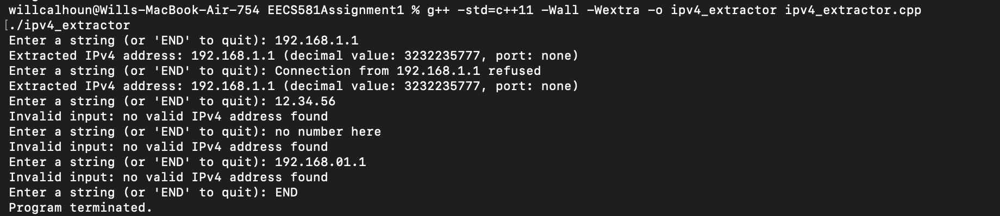 willcalhoun@Wills-MacBook-Air-754 EECS581Assignment1 % g++ -std=c++11 -Wall -Wextra -o ipv4_extractor ipv4_extractor.cpp
[./ipv4_extractor
Enter a string (or 'END' to quit): 192.168.1.1
Extracted IPv4 address: 192.168.1.1 (decimal value: 3232235777, port: none)
Enter a string (or 'END' to quit): Connection from 192.168.1.1 refused
Extracted IPv4 address: 192.168.1.1 (decimal value: 3232235777, port: none)
Enter a string (or 'END' to quit): 12.34.56
Invalid input: no valid IPv4 address found
Enter a string (or 'END' to quit): no number here
Invalid input: no valid IPv4 address found
Enter a string (or 'END' to quit): 192.168.01.1
Invalid input: no valid IPv4 address found
Enter a string (or 'END' to quit): END
Program terminated.